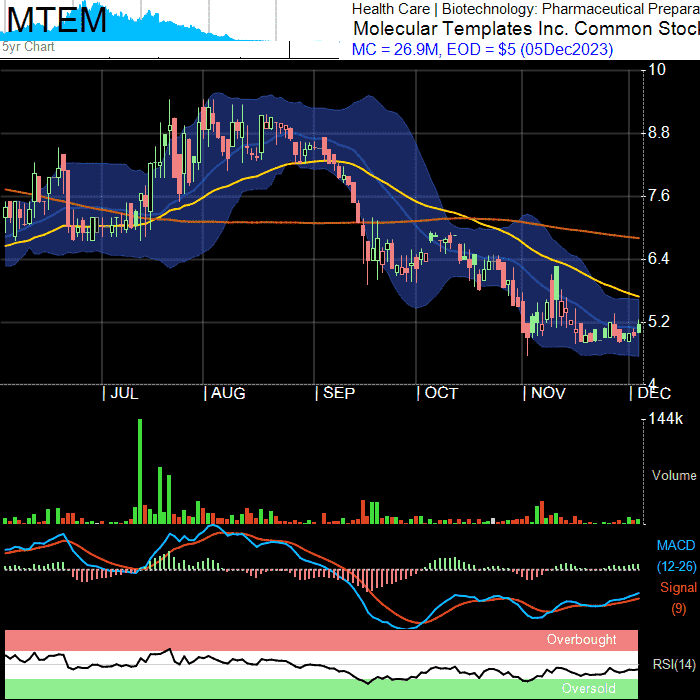 MTEM
5yr Chart
Health Care | Biotechnology: Pharmaceutical Prepara
Molecular Templates Inc. Common Stoc
MC = 26.9M, EOD = $5 (05Dec2023)
10
8.8
7.6
6.4
5.2
4
| JUL | AUG | SEP | OCT | NOV | DEC
144k
Volume
MACD
(12-26)
Signal
(9)
Overbought
RSI(14)
Oversold